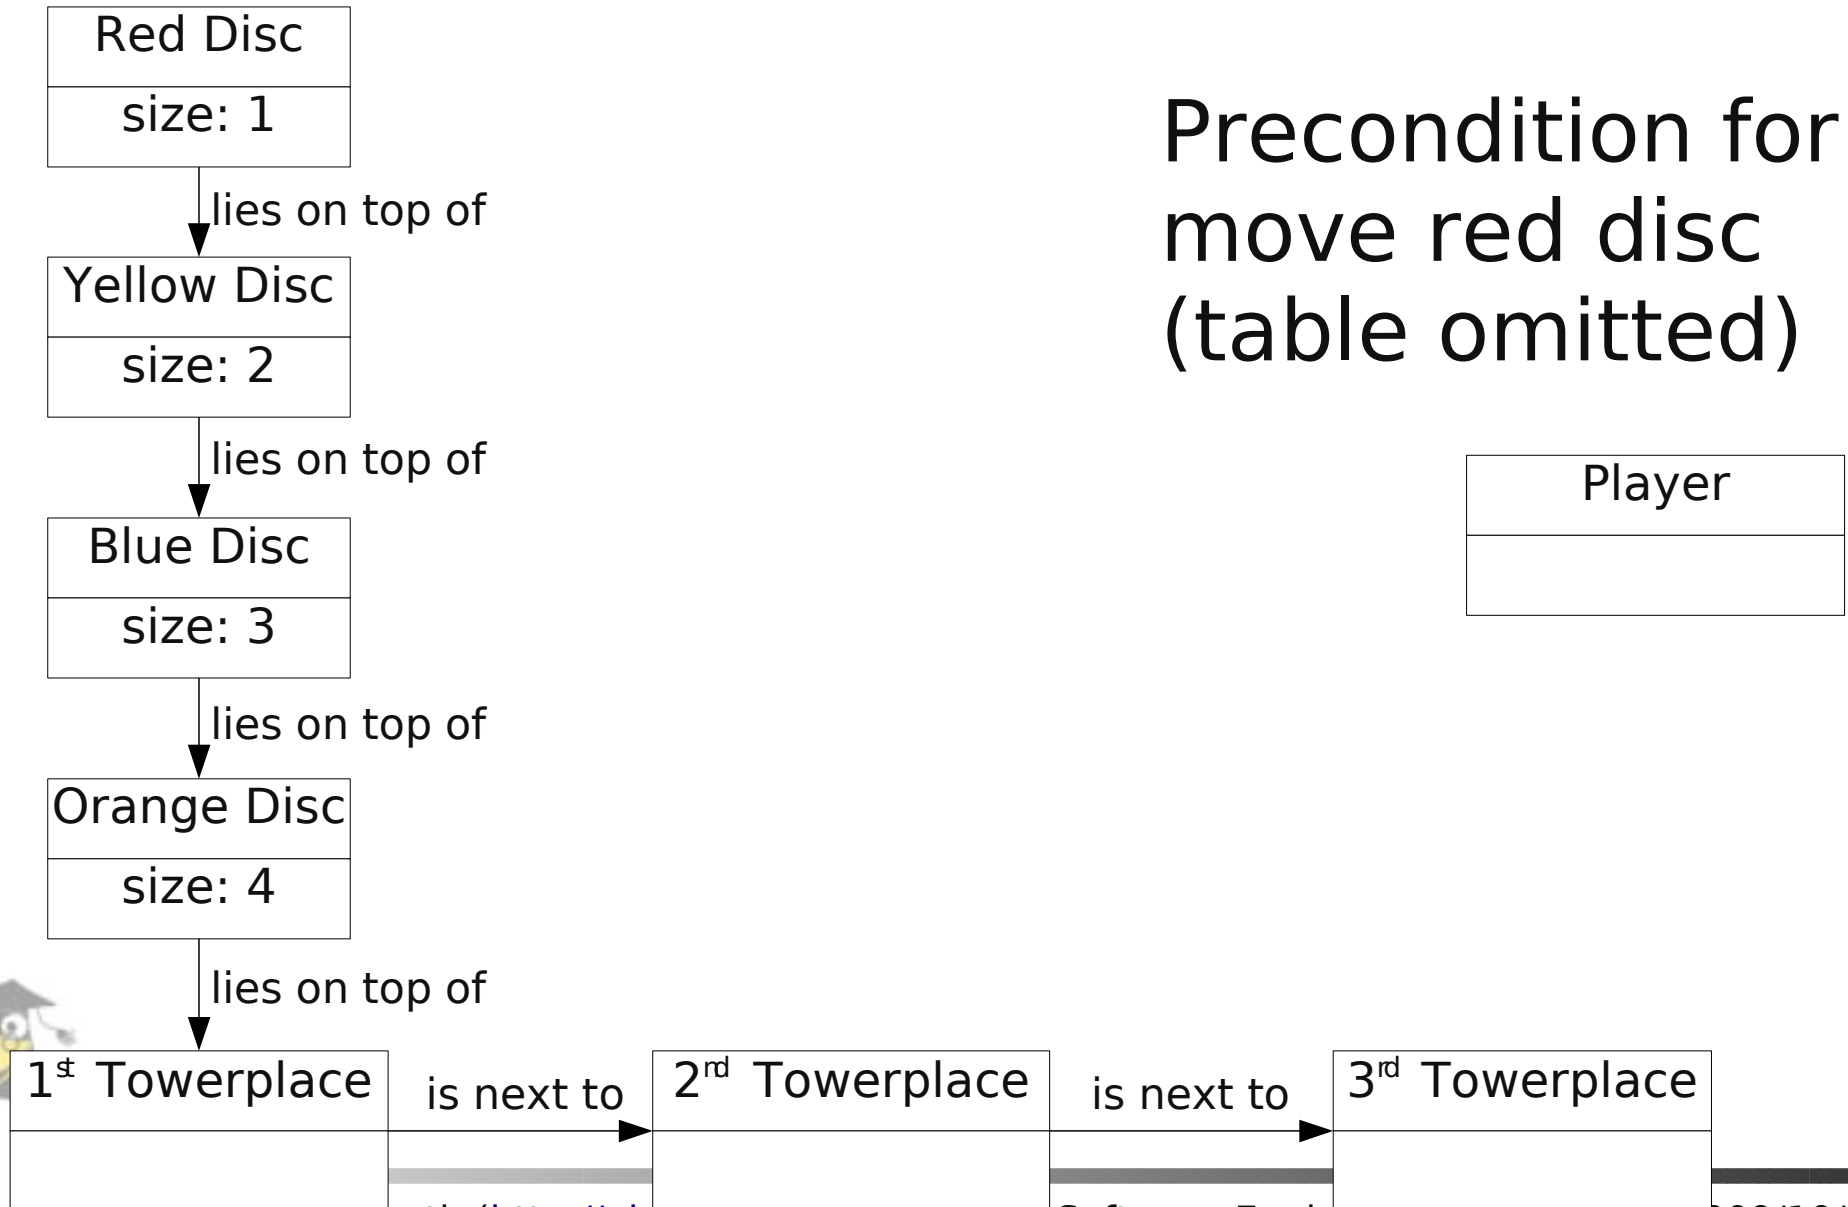 Red Disc
size: 1
lies on top of
Yellow Disc
size: 2
lies on top of
Blue Disc
size: 3
lies on top of
Orange Disc
size: 4
lies on top of
1st Towerplace
is next to
2nd Towerplace
is next to
3rd Towerplace
Precondition for
move red disc
(table omitted)
Player